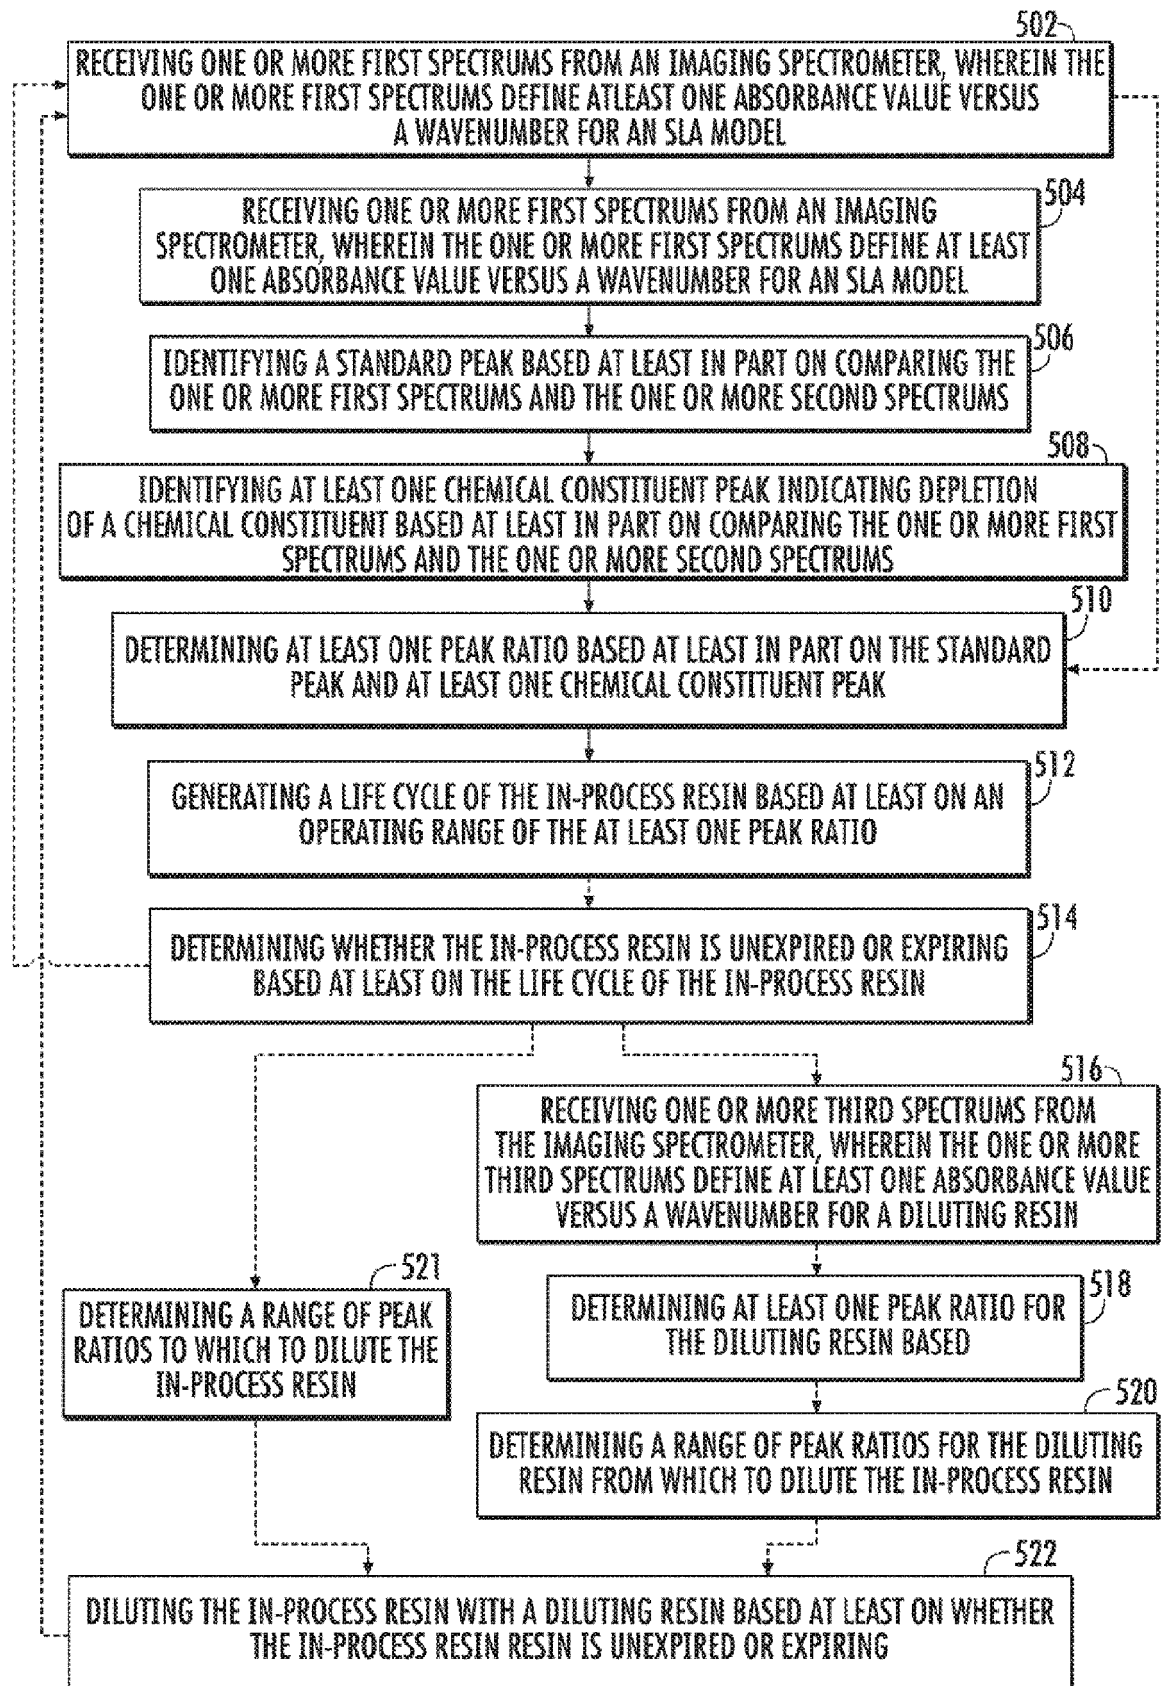 502
RECEIVING ONE OR MORE FIRST SPECTRUMS FROM AN IMAGING SPECTROMETER, WHEREIN THE
ONE OR MORE FIRST SPECTRUMS DEFINE ATLEAST ONE ABSORBANCE VALUE VERSUS
A WAVENUMBER FOR AN SLA MODEL
504
RECEIVING ONE OR MORE FIRST SPECTRUMS FROM AN IMAGING
SPECTROMETER, WHEREIN THE ONE OR MORE FIRST SPECTRUMS DEFINE AT LEAST
ONE ABSORBANCE VALUE VERSUS A WAVENUMBER FOR AN SLA MODEL
506
IDENTIFYING A STANDARD PEAK BASED AT LEAST IN PART ON COMPARING THE
ONE OR MORE FIRST SPECTRUMS AND THE ONE OR MORE SECOND SPECTRUMS
508
IDENTIFYING AT LEAST ONE CHEMICAL CONSTITUENT PEAK INDICATING DEPLETION
OF A CHEMICAL CONSTITUENT BASED AT LEAST IN PART ON COMPARING THE ONE OR MORE FIRST
SPECTRUMS AND THE ONE OR MORE SECOND SPECTRUMS
510
DETERMINING AT LEAST ONE PEAK RATIO BASED AT LEAST IN PART ON THE STANDARD
PEAK AND AT LEAST ONE CHEMICAL CONSTITUENT PEAK
512
GENERATING A LIFE CYCLE OF THE IN-PROCESS RESIN BASED AT LEAST ON AN
OPERATING RANGE OF THE AT LEAST ONE PEAK RATIO
514
DETERMINING WHETHER THE IN-PROCESS RESIN IS UNEXPIRED OR EXPIRING
BASED AT LEAST ON THE LIFE CYCLE OF THE IN-PROCESS RESIN
516
RECEIVING ONE OR MORE THIRD SPECTRUMS FROM
THE IMAGING SPECTROMETER, WHEREIN THE ONE OR MORE
THIRD SPECTRUMS DEFINE AT LEAST ONE ABSORBANCE VALUE
VERSUS A WAVENUMBER FOR A DILUTING RESIN
518
DETERMINING AT LEAST ONE PEAK RATIO FOR
THE DILUTING RESIN BASED
520
DETERMINING A RANGE OF PEAK RATIOS FOR THE DILUTING
RESIN FROM WHICH TO DILUTE THE IN-PROCESS RESIN
521
DETERMINING A RANGE OF PEAK
RATIOS TO WHICH TO DILUTE THE
IN-PROCESS RESIN
522
DILUTING THE IN-PROCESS RESIN WITH A DILUTING RESIN BASED AT LEAST ON WHETHER
THE IN-PROCESS RESIN RESIN IS UNEXPIRED OR EXPIRING